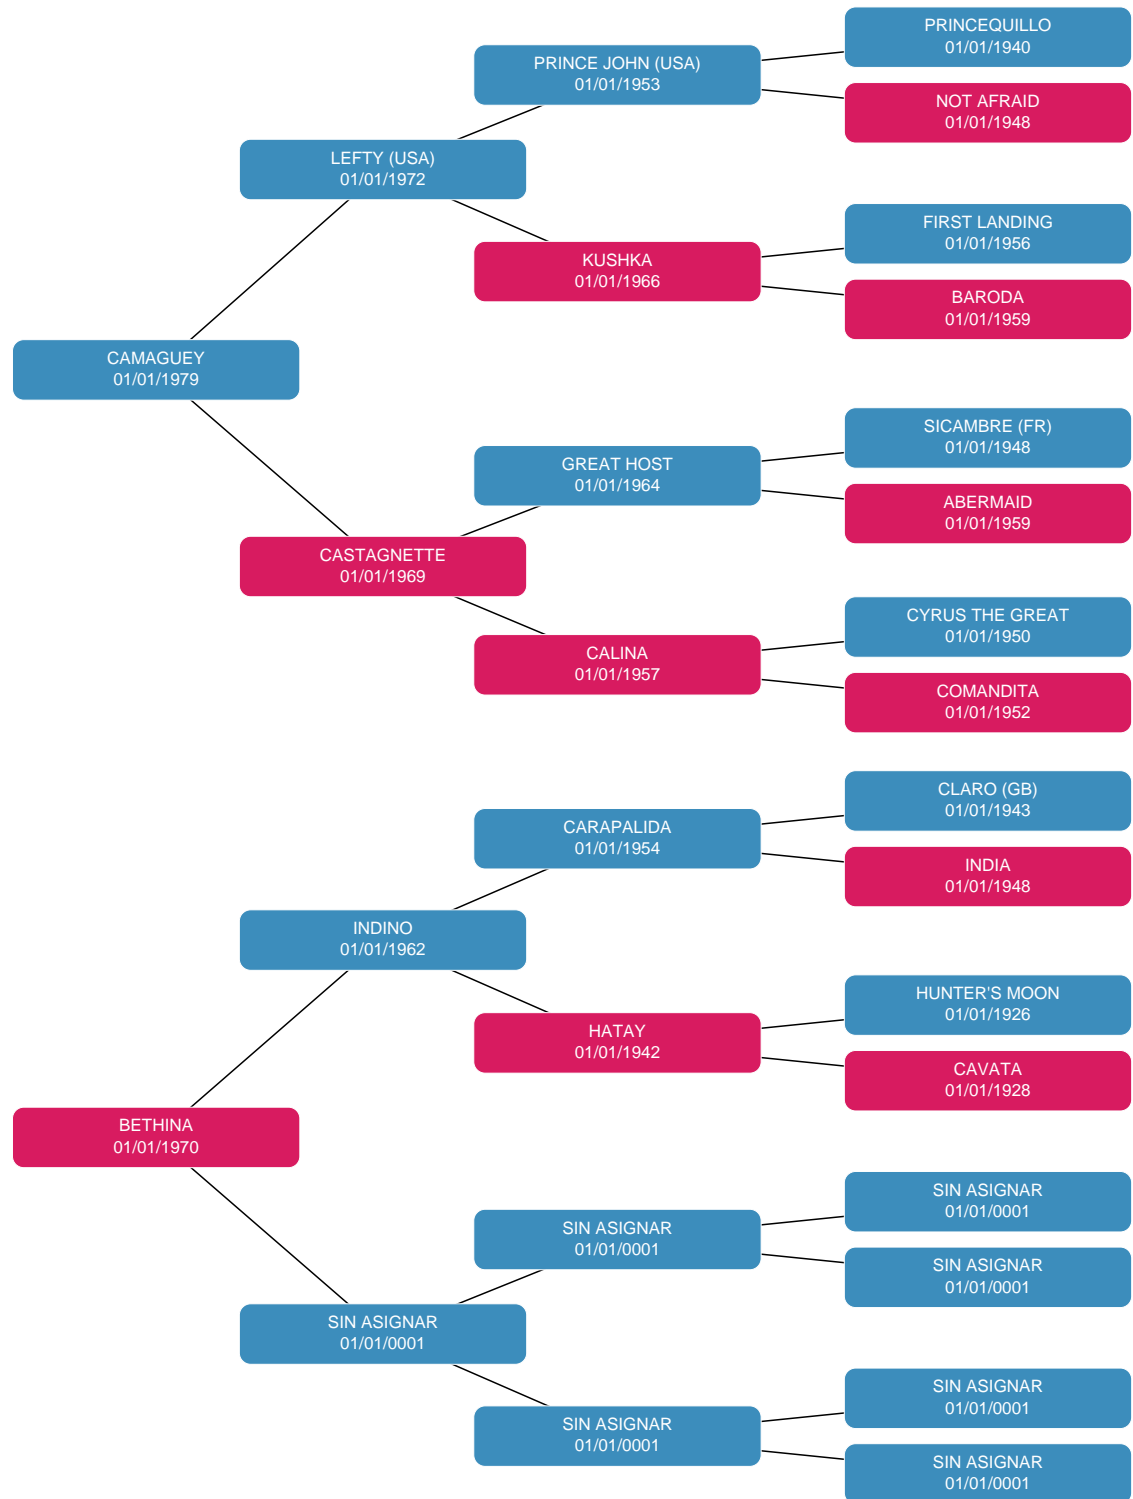 PRINCEQUILLO
01/01/1940
PRINCE JOHN (USA)
01/01/1953
NOT AFRAID
01/01/1948
LEFTY (USA)
01/01/1972
FIRST LANDING
01/01/1956
KUSHKA
01/01/1966
BARODA
01/01/1959
CAMAGUEY
01/01/1979
SICAMBRE (FR)
01/01/1948
GREAT HOST
01/01/1964
ABERMAID
01/01/1959
CASTAGNETTE
01/01/1969
CYRUS THE GREAT
01/01/1950
CALINA
01/01/1957
COMANDITA
01/01/1952
CLARO (GB)
01/01/1943
CARAPALIDA
01/01/1954
INDIA
01/01/1948
INDINO
01/01/1962
HUNTER'S MOON
01/01/1926
HATAY
01/01/1942
CAVATA
01/01/1928
BETHINA
01/01/1970
SIN ASIGNAR
01/01/0001
SIN ASIGNAR
01/01/0001
SIN ASIGNAR
01/01/0001
SIN ASIGNAR
01/01/0001
SIN ASIGNAR
01/01/0001
SIN ASIGNAR
01/01/0001
SIN ASIGNAR
01/01/0001